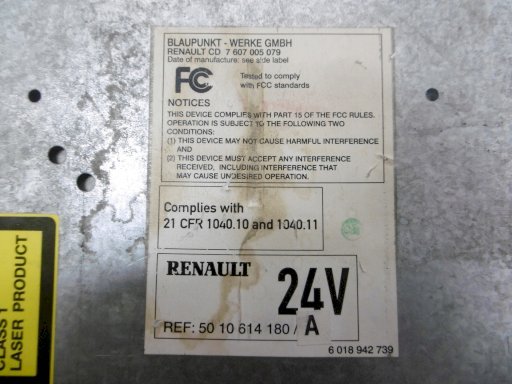 BLAUPUNKT - WERKE GMBH
RENAULT CD 7 607 005 079
Date of manufacture: see side label
FCC
Tested to comply
with FCC standards
NOTICES
THIS DEVICE COMPLIES WITH PART 15 OF THE FCC RULES.
OPERATION IS SUBJECT TO THE FOLLOWING TWO
CONDITIONS:
(1) THIS DEVICE MAY NOT CAUSE HARMFUL INTERFERENCE
AND
(2) THIS DEVICE MUST ACCEPT ANY INTERFERENCE
RECEIVED, INCLUDING INTERFERENCE THAT
MAY CAUSE UNDESIRED OPERATION.
Complies with
21 CFR 1040.10 and 1040.11
RENAULT
24V
REF: 50 10 614 180 / A
6 018 942 739
CLASS 1
LASER PRODUCT